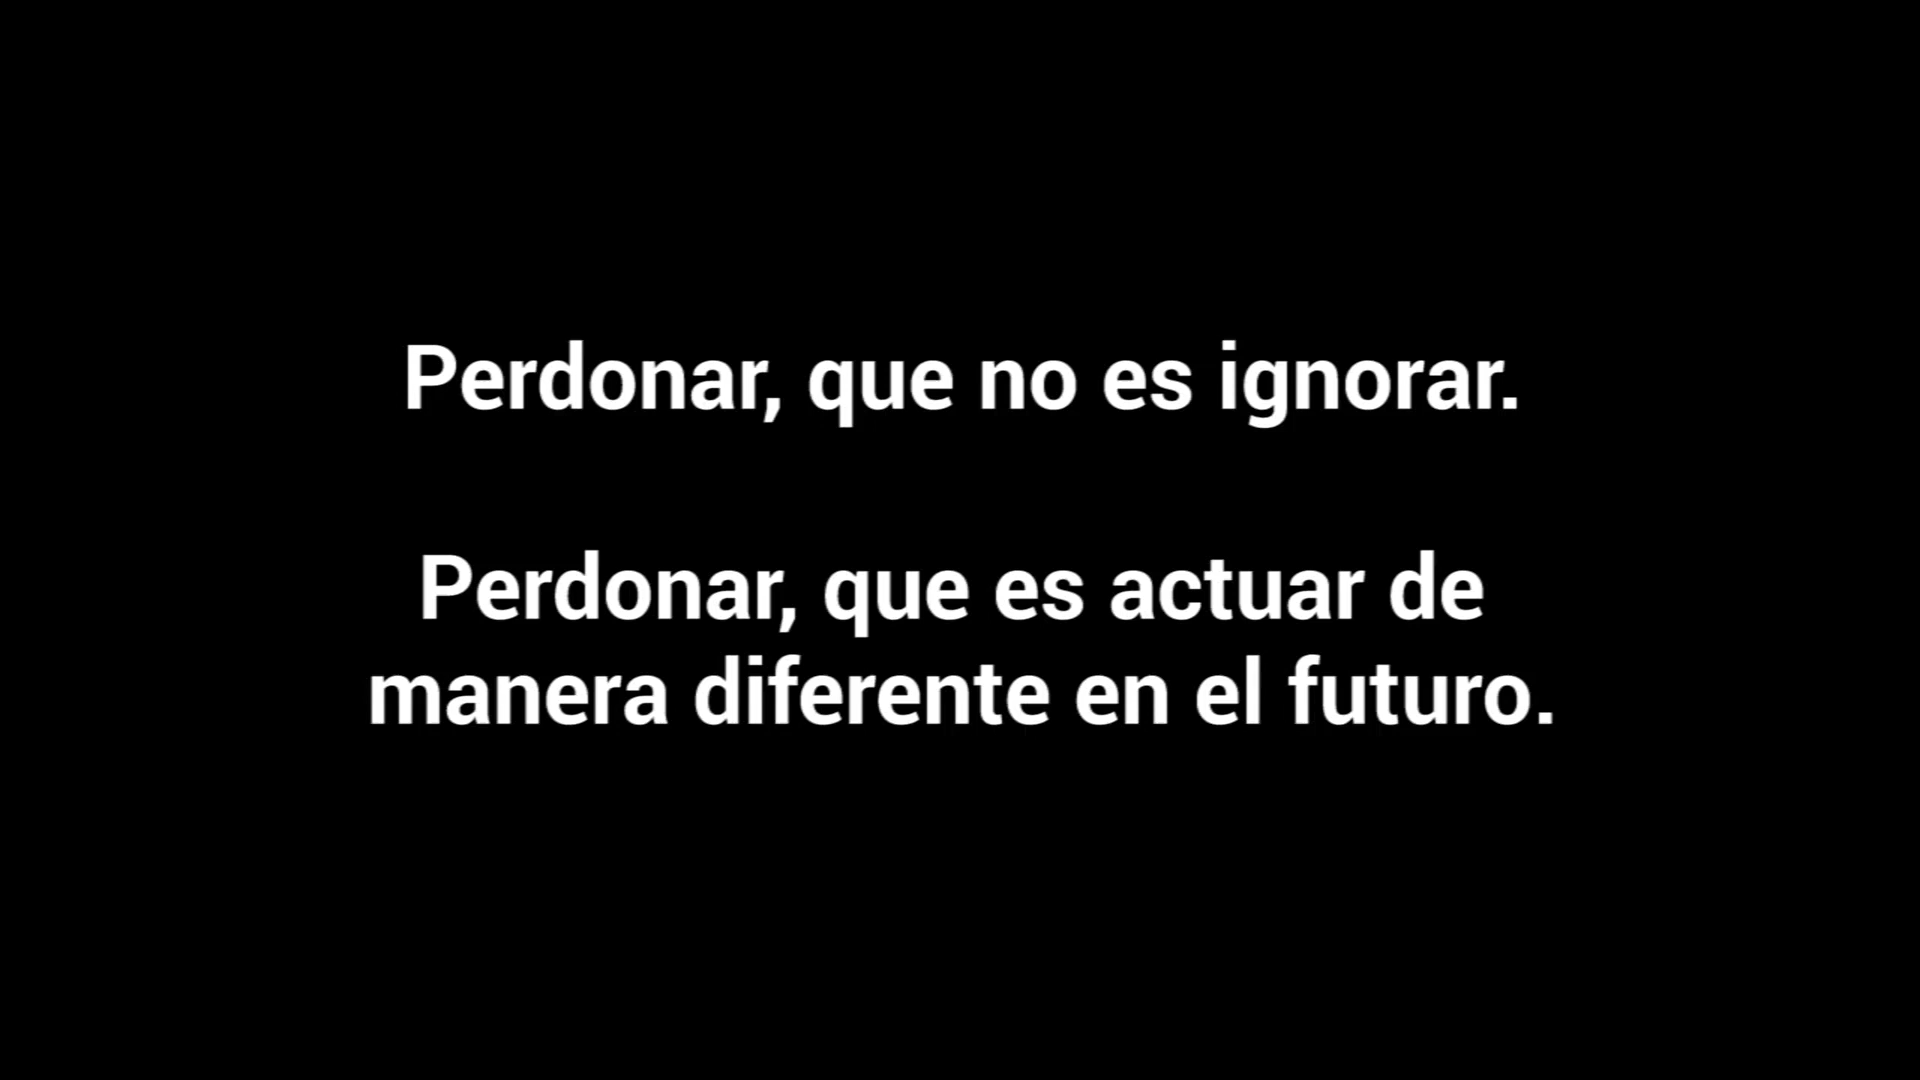 Perdonar, que no es ignorar.
Perdonar, que es actuar de
manera diferente en el futuro.